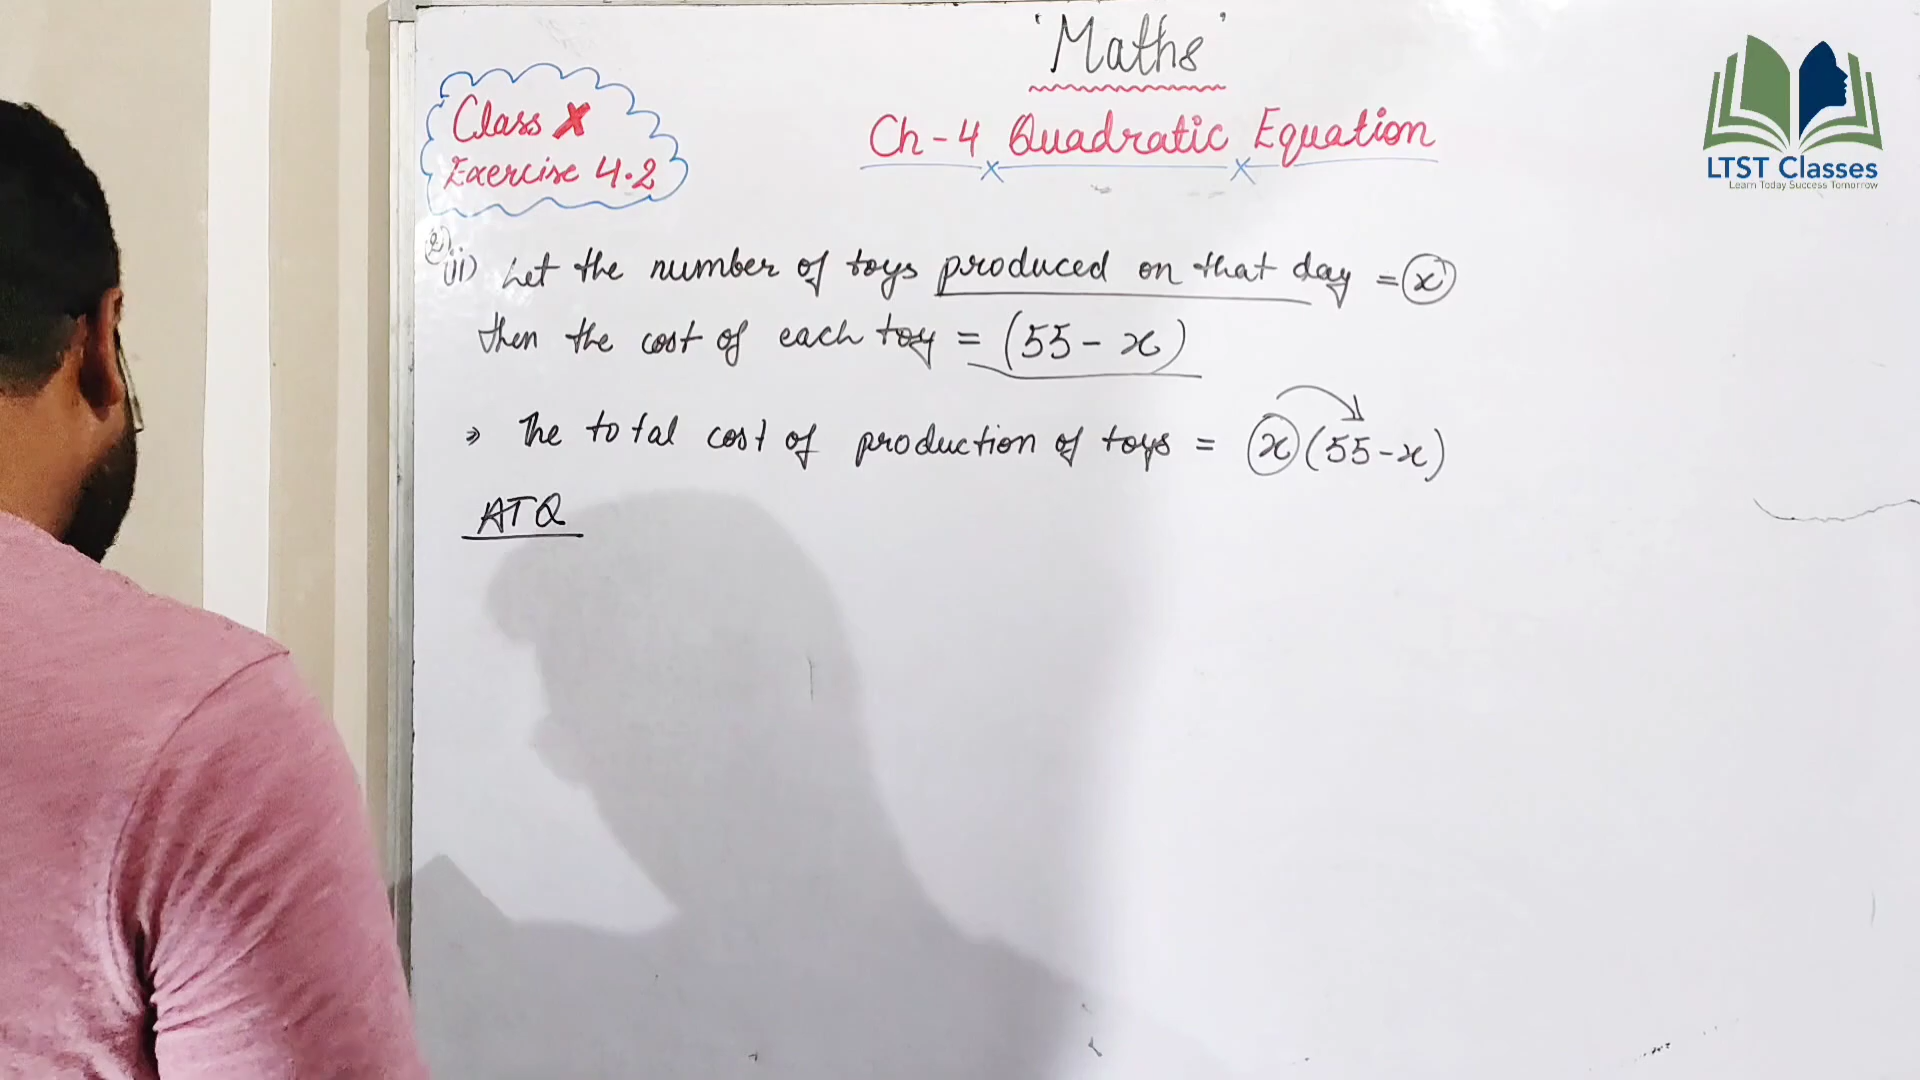 'Maths'
Class X
Exercise 4.2
Ch-4 Quadratic Equation
LTST Classes
Learn Today Success Tomorrow
2) ii) Let the number of toys produced on that day = x
then the cost of each toy = (55 - x)
⇒ The total cost of production of toys = x (55-x)
ATQ